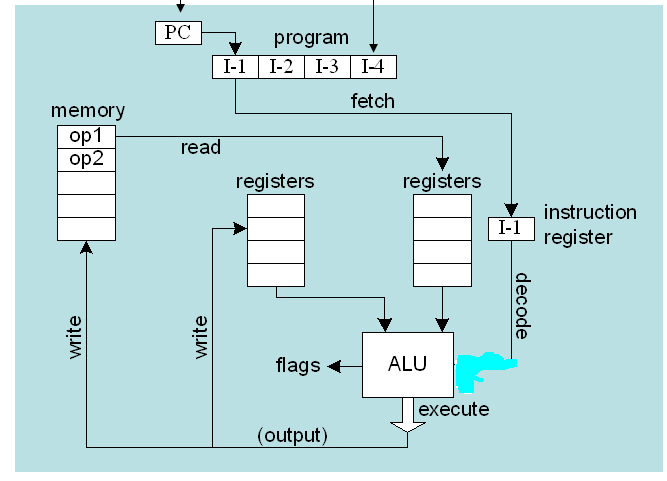 PC
program
I-1 I-2 I-3 I-4
fetch
memory
op1
op2
read
registers
registers
instruction
register
I-1
decode
write
write
flags
ALU
execute
(output)